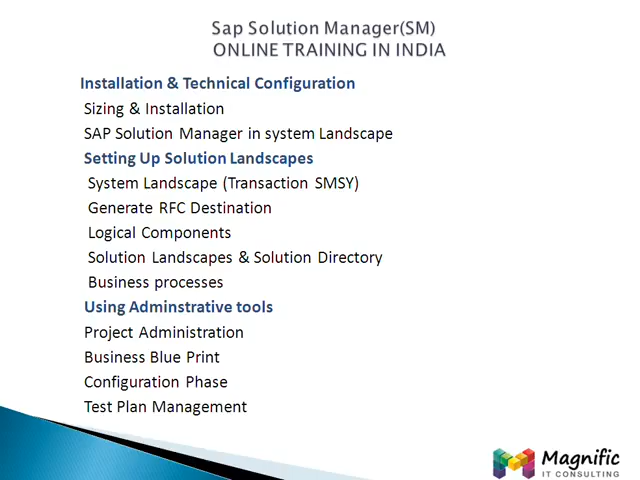 Sap Solution Manager(SM)
ONLINE TRAINING IN INDIA
Installation & Technical Configuration
Sizing & Installation
SAP Solution Manager in system Landscape
Setting Up Solution Landscapes
System Landscape (Transaction SMSY)
Generate RFC Destination
Logical Components
Solution Landscapes & Solution Directory
Business processes
Using Adminstrative tools
Project Administration
Business Blue Print
Configuration Phase
Test Plan Management
Magnific
IT CONSULTING